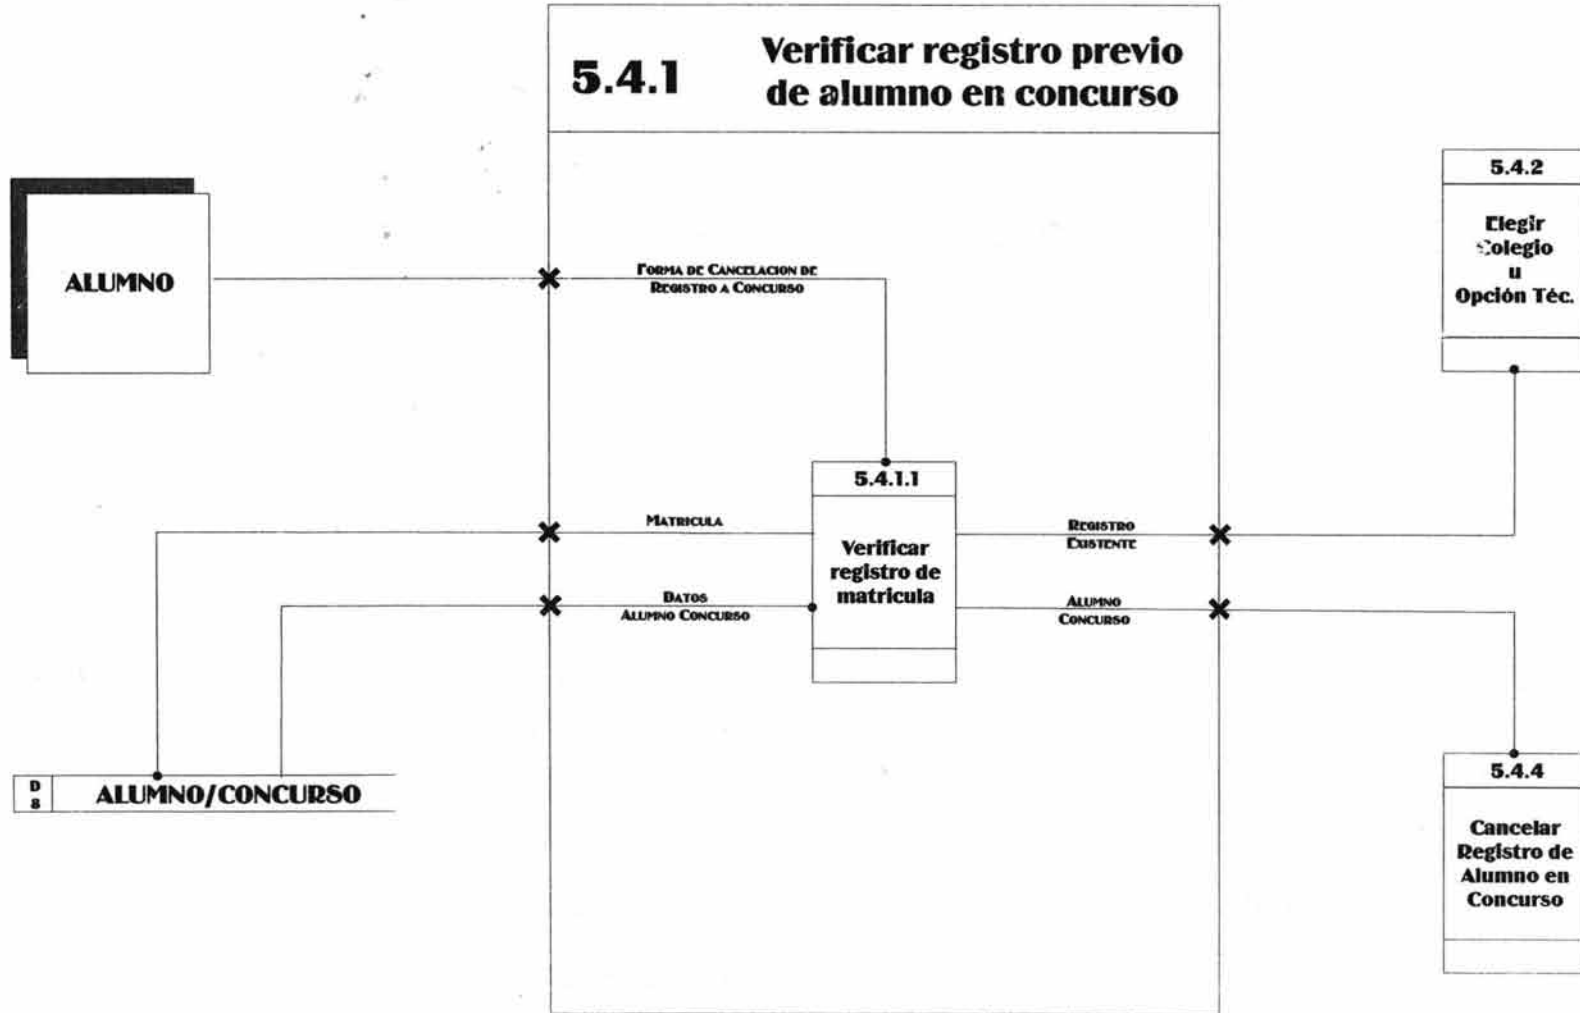 5.4.1
Verificar registro previo
de alumno en concurso
ALUMNO
FORMA DE CANCELACION DE
REGISTRO A CONCURSO
5.4.2
Elegir
Colegio
u
Opción Téc.
5.4.1.1
Verificar
registro de
matricula
MATRICULA
DATOS
ALUMNO CONCURSO
REGISTRO
EXISTENTE
ALUMNO
CONCURSO
D
8
ALUMNO/CONCURSO
5.4.4
Cancelar
Registro de
Alumno en
Concurso